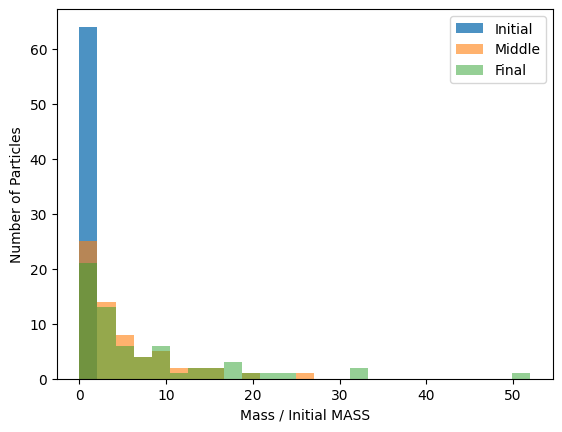 Initial
Middle
Final
60
50
40
30
20
10
0
Number of Particles
0 10 20 30 40 50
Mass / Initial MASS